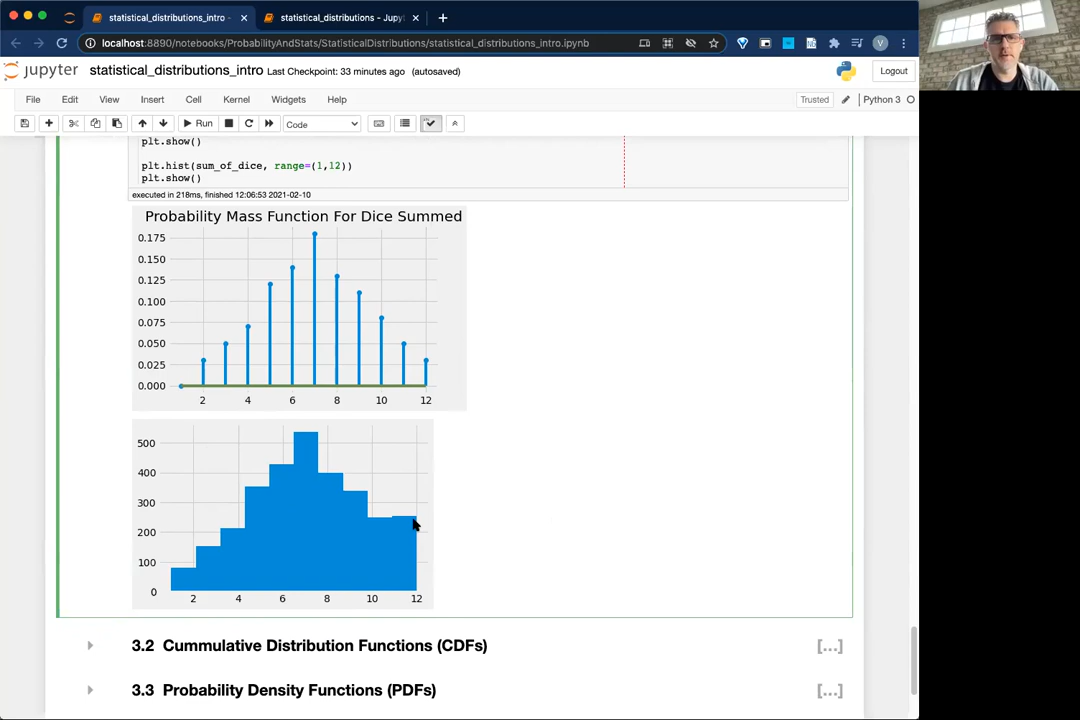 statistical_distributions_intro -
statistical_distributions - Jupyt
localhost:8890/notebooks/ProbabilityAndStats/StatisticalDistributions/statistical_distributions_intro.ipynb
V
jupyter statistical_distributions_intro Last Checkpoint: 33 minutes ago (autosaved)
Logout
File Edit View Insert Cell Kernel Widgets Help
Trusted Python 3
Run Code
plt.show()
plt.hist(sum_of_dice, range=(1,12))
plt.show()
executed in 218ms, finished 12:06:53 2021-02-10
Probability Mass Function For Dice Summed
0.175
0.150
0.125
0.100
0.075
0.050
0.025
0.000
2 4 6 8 10 12
500
400
300
200
100
0
2 4 6 8 10 12
3.2 Cummulative Distribution Functions (CDFs) [...]
3.3 Probability Density Functions (PDFs) [...]